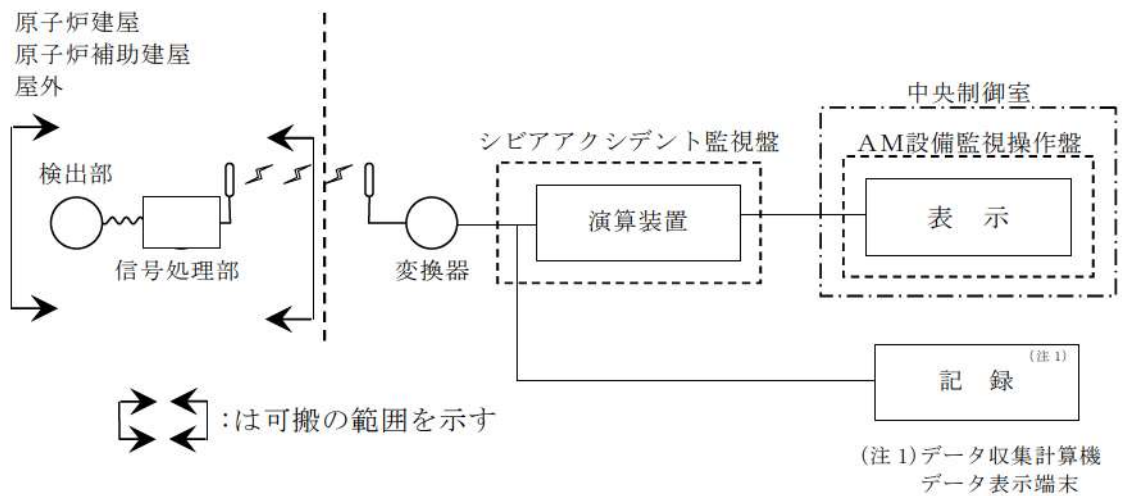 原子炉建屋
原子炉補助建屋
屋外
中央制御室
シビアアクシデント監視盤
AM設備監視操作盤
検出部
演算装置
表 示
信号処理部
変換器
(注1)
記 録
:は可搬の範囲を示す
(注1)データ収集計算機
データ表示端末